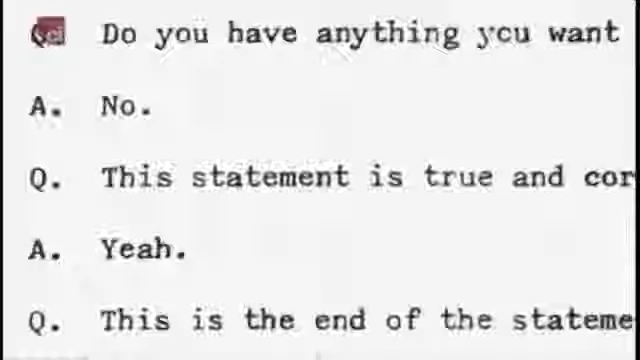 Q. Do you have anything ycu want
A. No.
Q. This statement is true and cor
A. Yeah.
Q. This is the end of the stateme